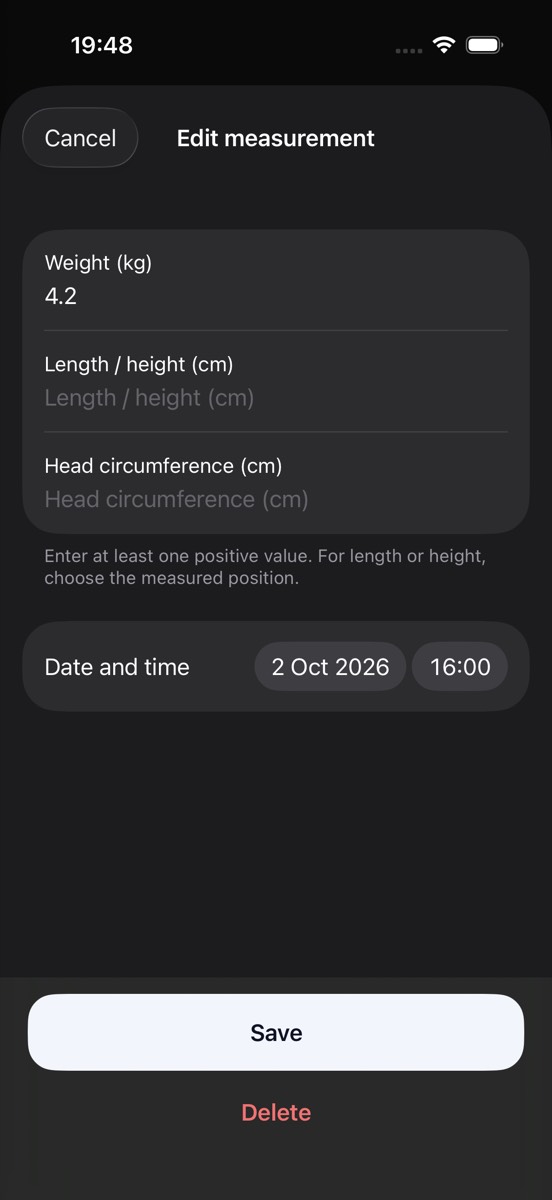 19:48
Cancel
Edit measurement
Weight (kg)
4.2
Length / height (cm)
Length / height (cm)
Head circumference (cm)
Head circumference (cm)
Enter at least one positive value. For length or height,
choose the measured position.
Date and time
2 Oct 2026
16:00
Save
Delete